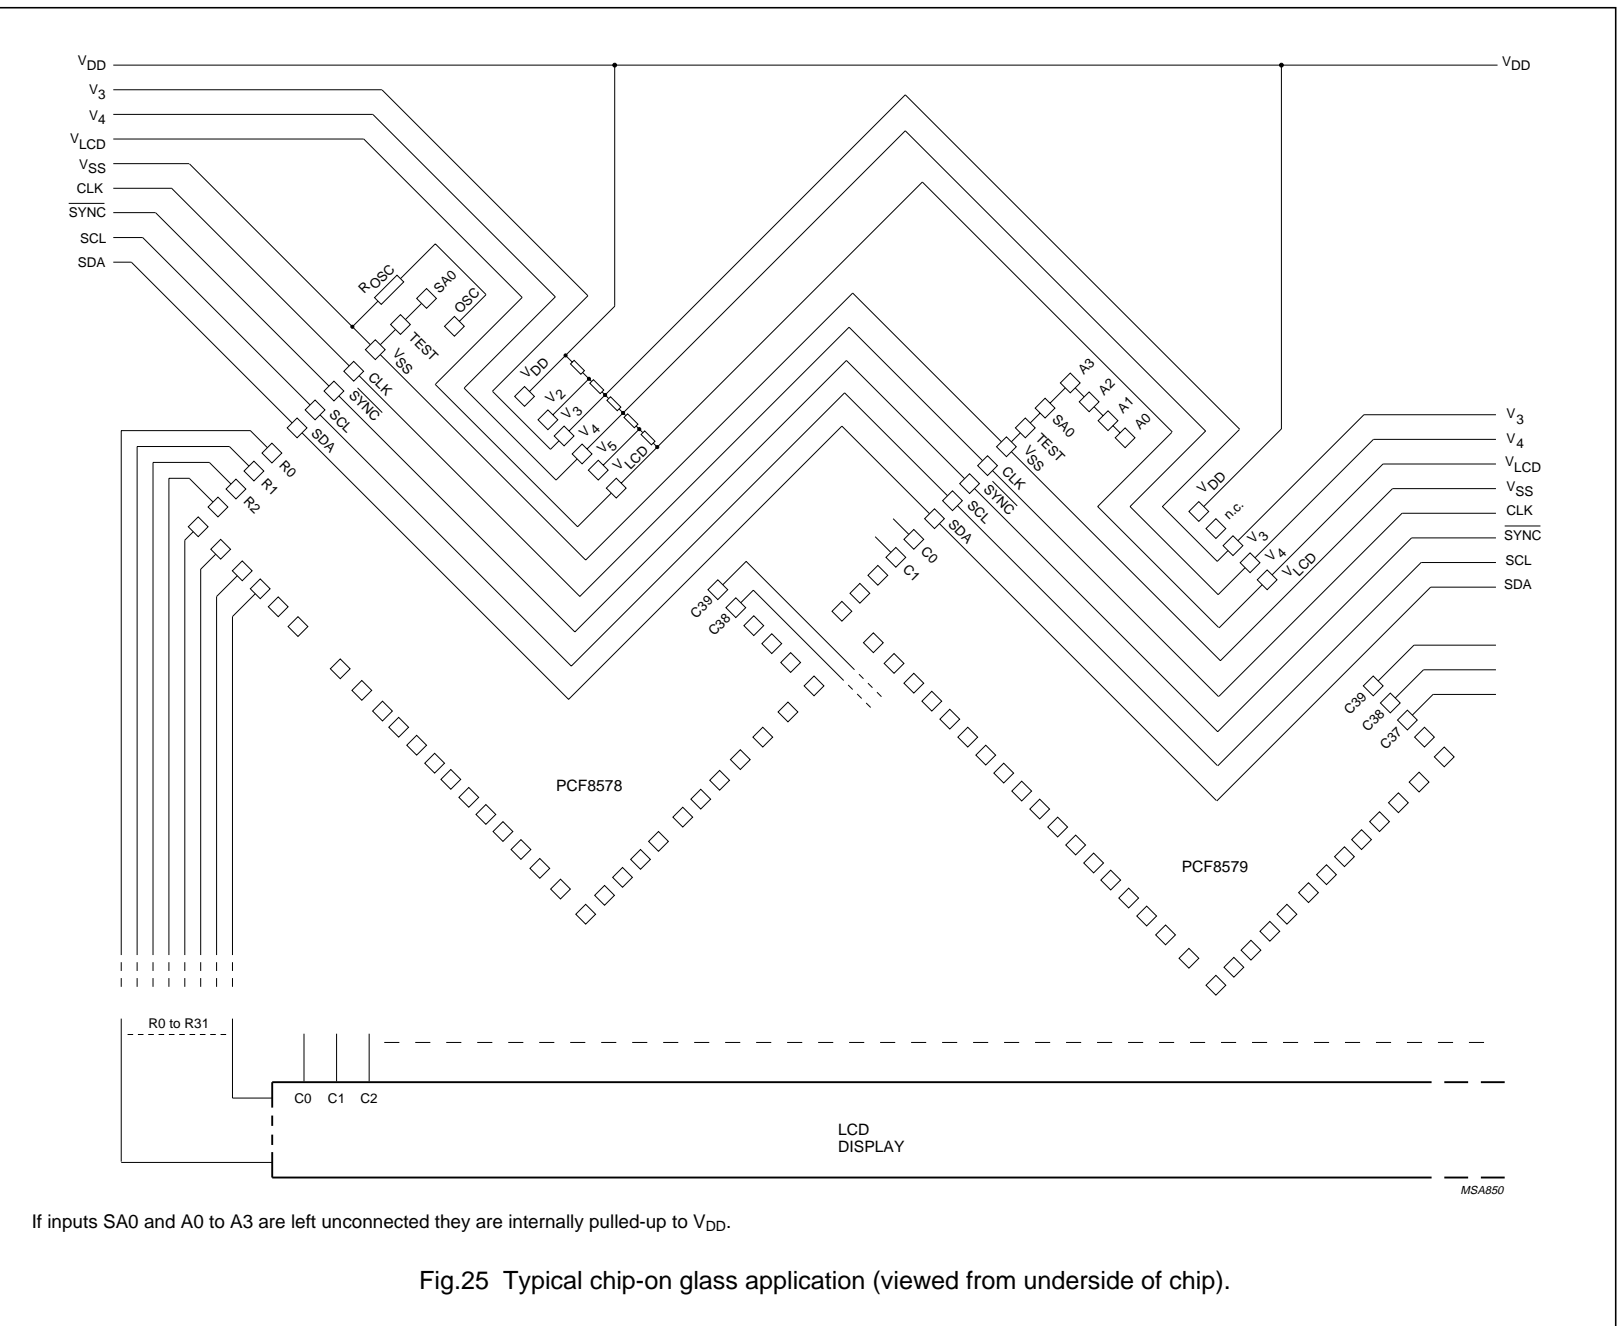 VDD
V3
V4
VLCD
VSS
CLK
SYNC
SCL
SDA
VDD
ROSC
SA0
OSC
TEST
VSS
CLK
SYNC
SCL
SDA
R0
R1
R2
VDD
V2
V3
V4
V5
VLCD
A3
A2
A1
A0
SA0
TEST
VSS
CLK
SYNC
SCL
SDA
C0
C1
VDD
n.c.
V3
V4
VLCD
V3
V4
VLCD
VSS
CLK
SYNC
SCL
SDA
C39
C38
C39
C38
C37
PCF8578
PCF8579
R0 to R31
C0 C1 C2
LCD
DISPLAY
MSA850
If inputs SA0 and A0 to A3 are left unconnected they are internally pulled-up to VDD.
Fig.25 Typical chip-on glass application (viewed from underside of chip).